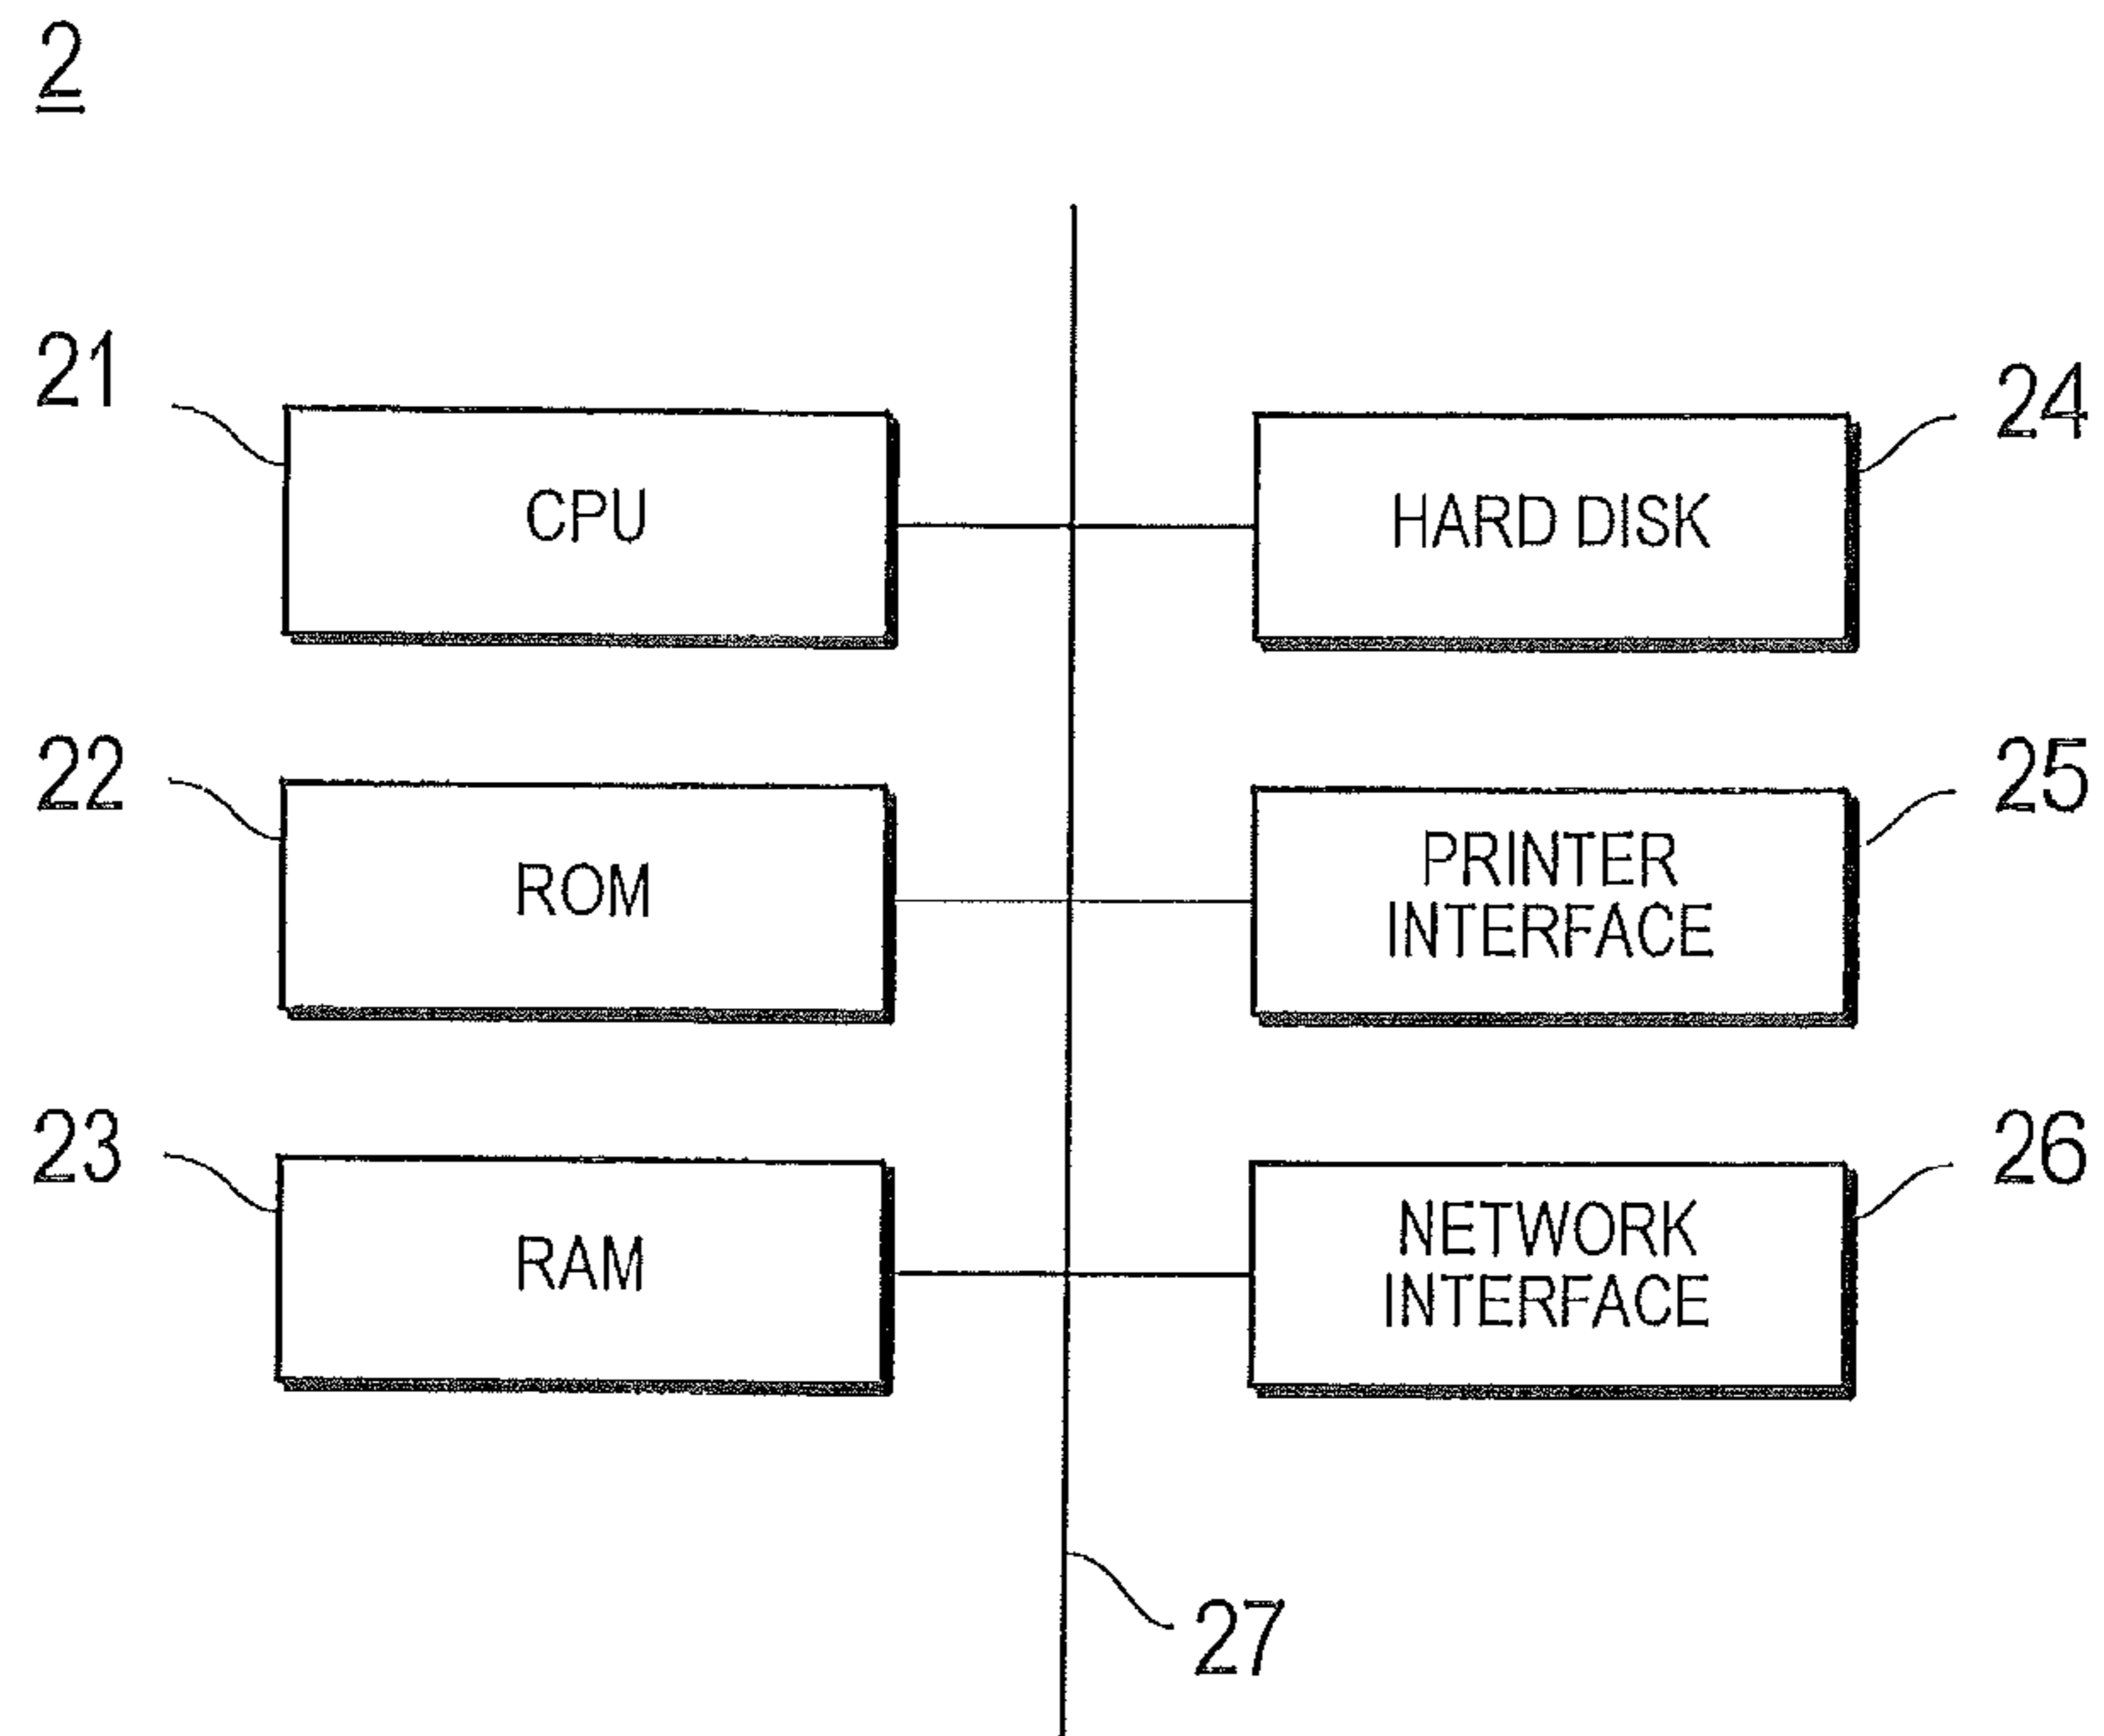 2
21
CPU
24
HARD DISK
22
ROM
25
PRINTER
INTERFACE
23
RAM
26
NETWORK
INTERFACE
27